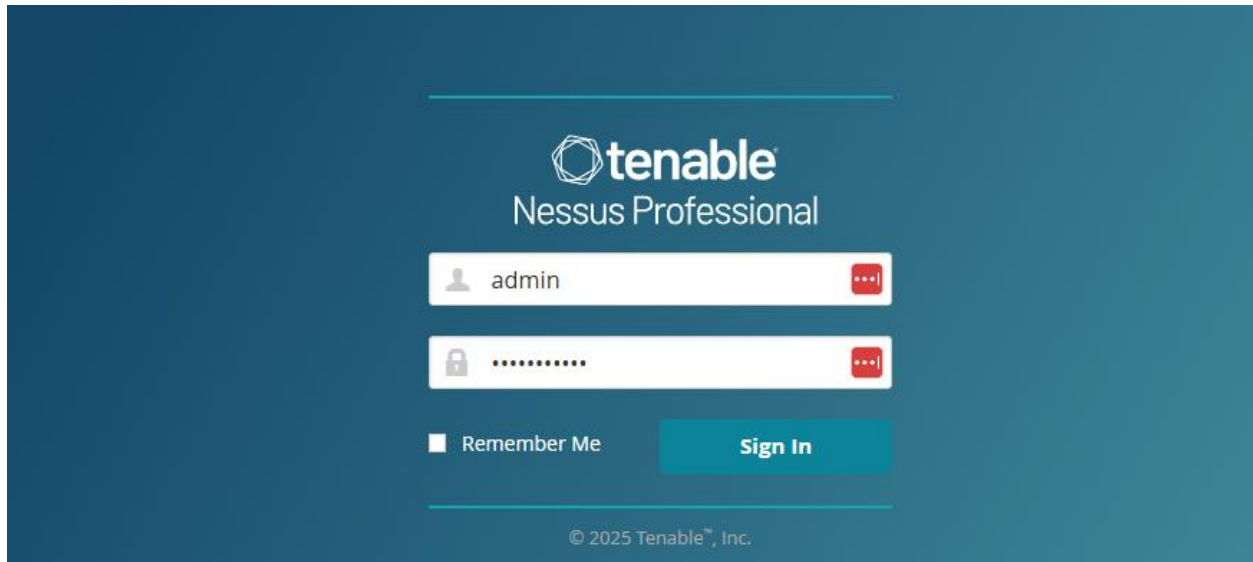 tenable
Nessus Professional
admin
•••••••••••
Remember Me
Sign In
© 2025 Tenable™, Inc.